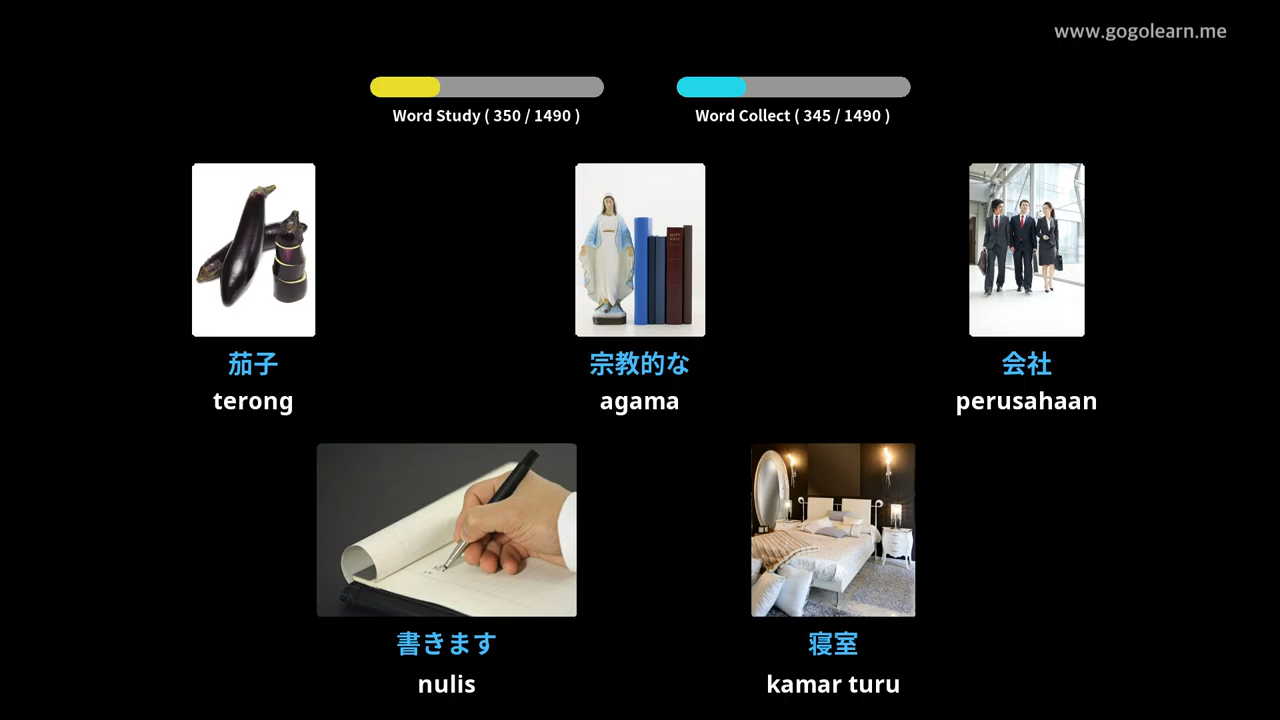 www.gogolearn.me
Word Study ( 350 / 1490 )
Word Collect ( 345 / 1490 )
茄子
terong
宗教的な
agama
会社
perusahaan
書きます
nulis
寝室
kamar turu